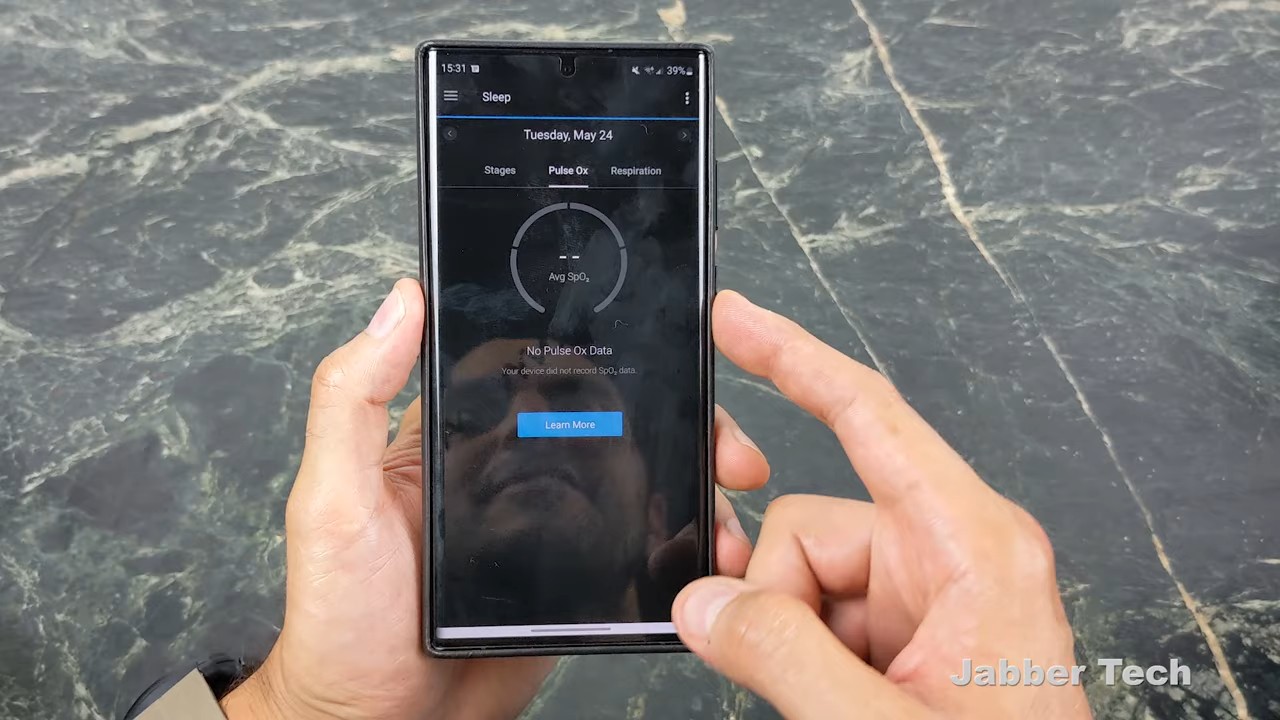 15:31
39%
Sleep
Tuesday, May 24
Stages
Pulse Ox
Respiration
--
Avg SpO₂
No Pulse Ox Data
Your device did not record SpO₂ data.
Learn More
Jabber Tech